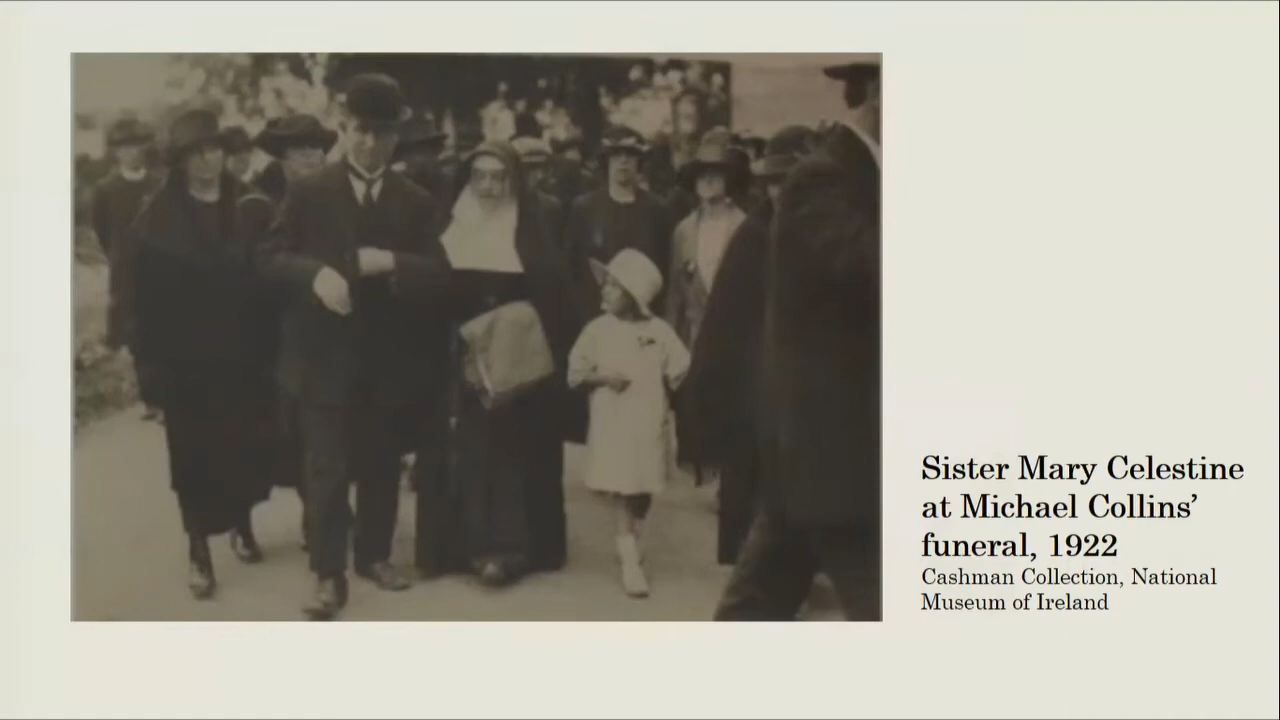 Sister Mary Celestine
at Michael Collins’
funeral, 1922
Cashman Collection, National
Museum of Ireland